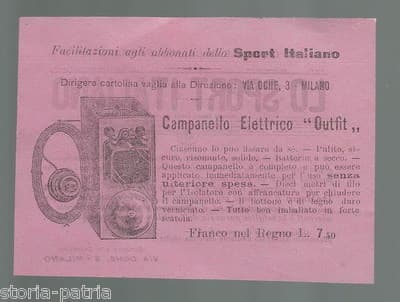 Facilitazioni agli abbonati dello Sport Italiano
Dirigere cartolina vaglia alla Direzione: VIA OCHE, 3 MILANO
Campanello Elettrico "Outfit"
Ciascuno lo può fissare da sè. — Pulito, si-
curo, risonante, solido. — Batteria a secco. —
Questo campanello è completo e può essere
applicato immediatamente per l'uso senza
ulteriore spesa. — Dieci metri di filo
per l'isolatore con affrancatura per chiudere
il campanello. — Il bottone è di legno duro
verniciato. — Tutto ben imballato in forte
scatola.
Franco nel Regno L. 7,50
storia-patria